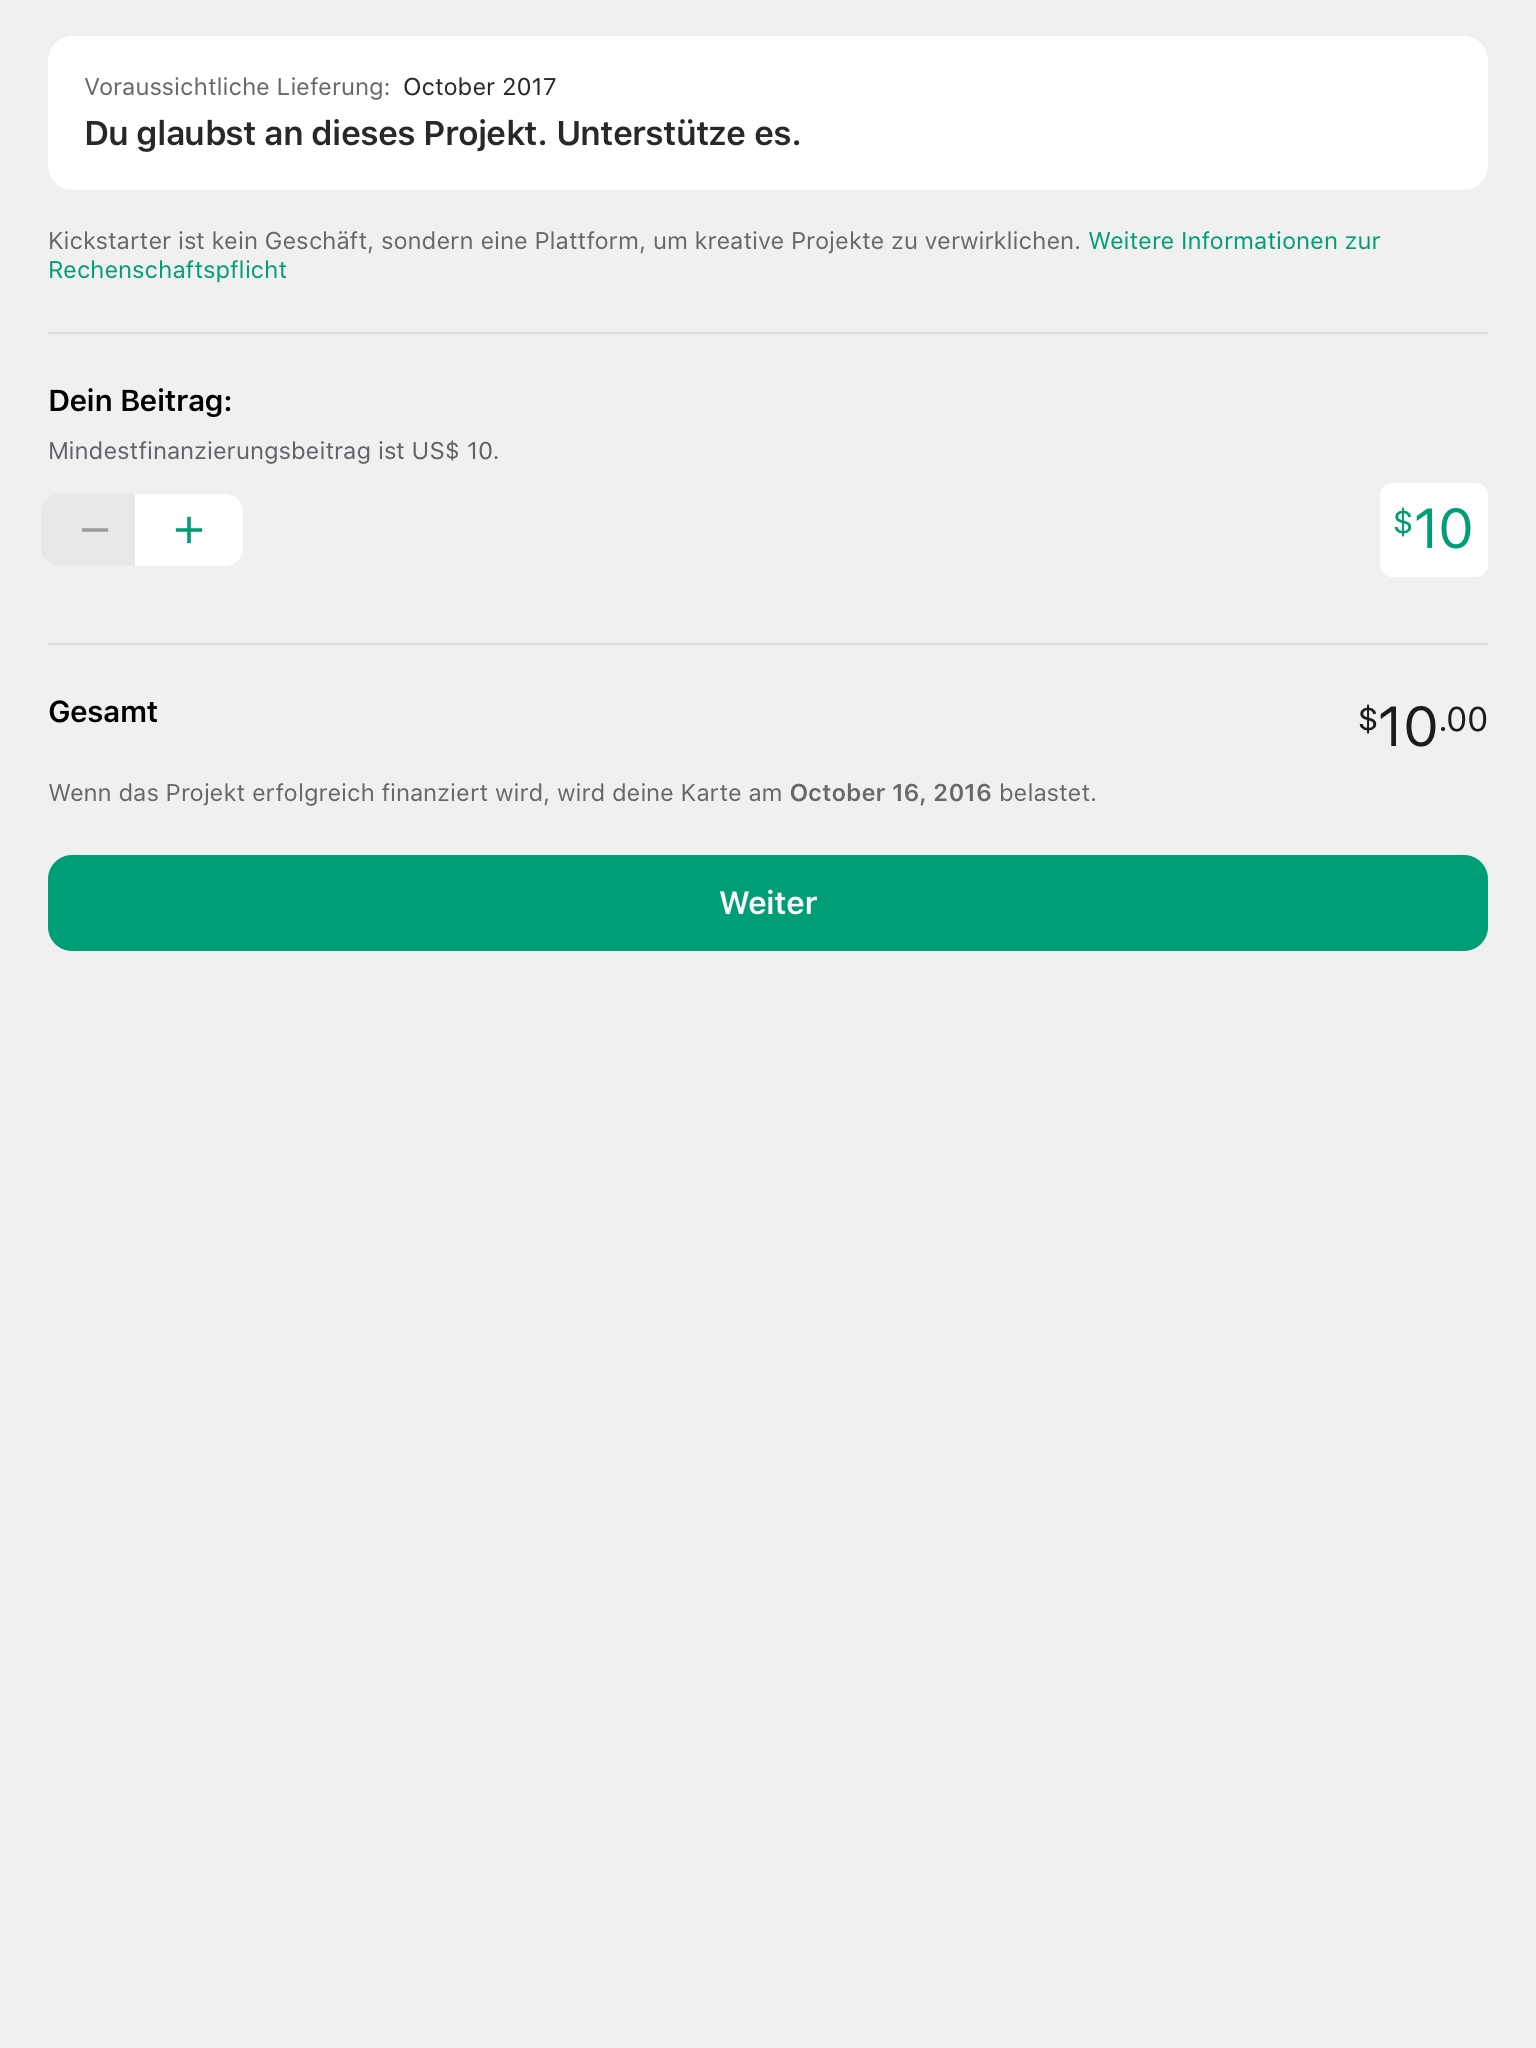 Voraussichtliche Lieferung: October 2017
Du glaubst an dieses Projekt. Unterstütze es.
Kickstarter ist kein Geschäft, sondern eine Plattform, um kreative Projekte zu verwirklichen. Weitere Informationen zur
Rechenschaftspflicht
Dein Beitrag:
Mindestfinanzierungsbeitrag ist US$ 10.
− +
$10
Gesamt
$10.00
Wenn das Projekt erfolgreich finanziert wird, wird deine Karte am October 16, 2016 belastet.
Weiter